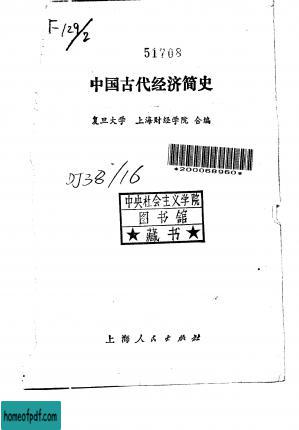 F129/2
51708
中国古代经济简史
复旦大学 上海财经学院 合编
DJ38/16
*200068960*
中央社会主义学院
图书馆
★藏书★
上海人民出版社
homeofpdf.com